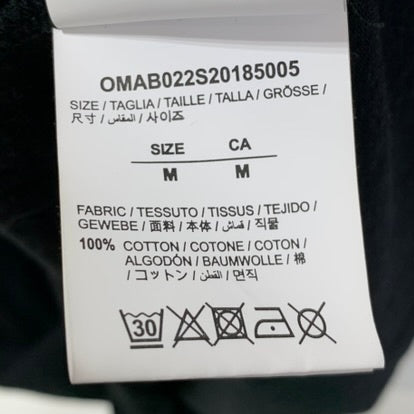 OMAB022S20185005
SIZE / TAGLIA / TAILLE / TALLA / GRÖSSE /
尺寸 / المقاس / 사이즈
SIZE CA
M M
FABRIC / TESSUTO / TISSUS / TEJIDO /
GEWEBE / 面料 / 本体 / قماش / 직물
100% COTTON / COTONE / COTON /
ALGODÓN / BAUMWOLLE / 棉
/ コットン / القطن / 면직
30